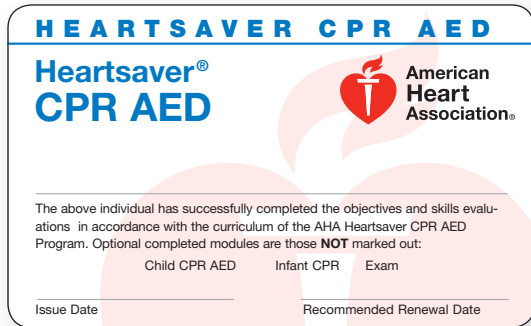 HEARTSAVER CPR AED
Heartsaver®
CPR AED
American
Heart
Association®
The above individual has successfully completed the objectives and skills evalu-
ations in accordance with the curriculum of the AHA Heartsaver CPR AED
Program. Optional completed modules are those NOT marked out:
Child CPR AED Infant CPR Exam
Issue Date Recommended Renewal Date